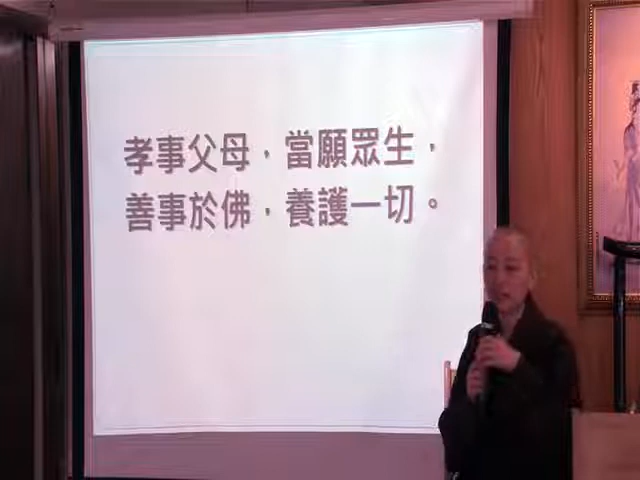 孝事父母，當願眾生，
善事於佛，養護一切。